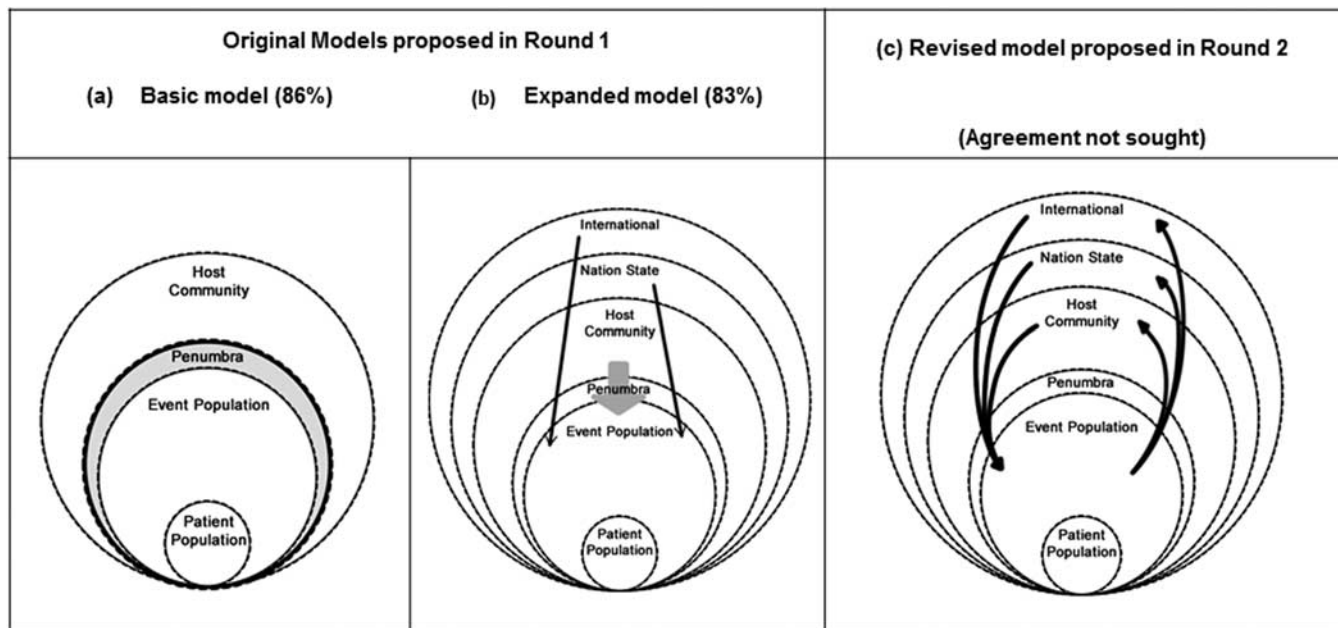 Original Models proposed in Round 1
(a) Basic model (86%)
(b) Expanded model (83%)
(c) Revised model proposed in Round 2
(Agreement not sought)
Host
Community
Penumbra
Event Population
Patient
Population
International
Nation State
Host
Community
Penumbra
Event Population
Patient
Population
International
Nation State
Host
Community
Penumbra
Event Population
Patient
Population